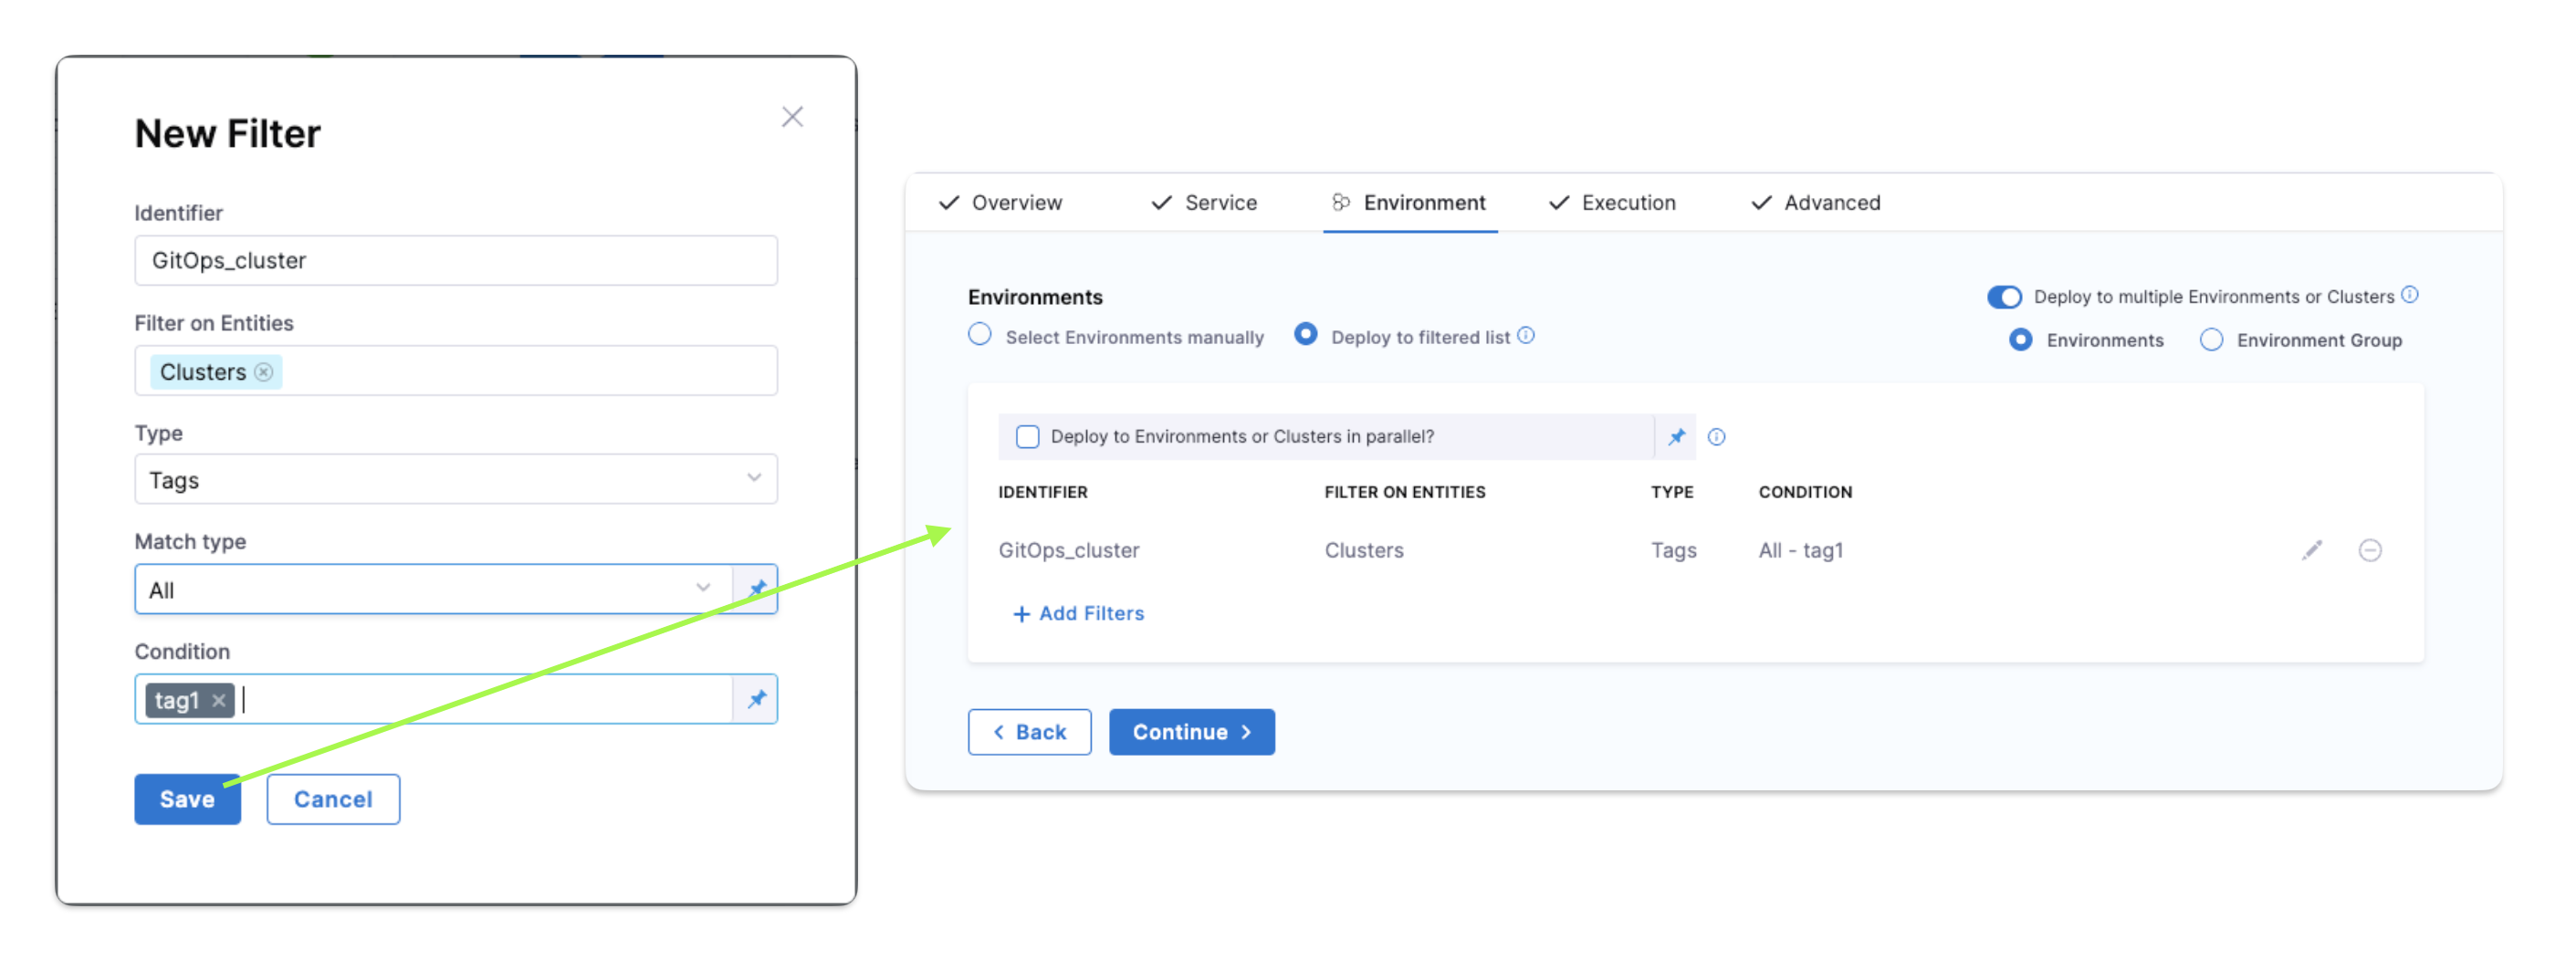 New Filter
Identifier
GitOps_cluster
Filter on Entities
Clusters
Type
Tags
Match type
All
Condition
tag1
Save Cancel
Overview Service Environment Execution Advanced
Environments
Deploy to multiple Environments or Clusters
Select Environments manually Deploy to filtered list
Environments Environment Group
Deploy to Environments or Clusters in parallel?
IDENTIFIER FILTER ON ENTITIES TYPE CONDITION
GitOps_cluster Clusters Tags All - tag1
+ Add Filters
< Back Continue >